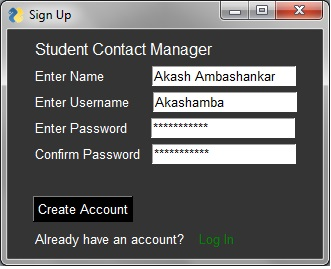 Sign Up
Student Contact Manager
Enter Name Akash Ambashankar
Enter Username Akashamba
Enter Password ***********
Confirm Password ***********
Create Account
Already have an account? Log In